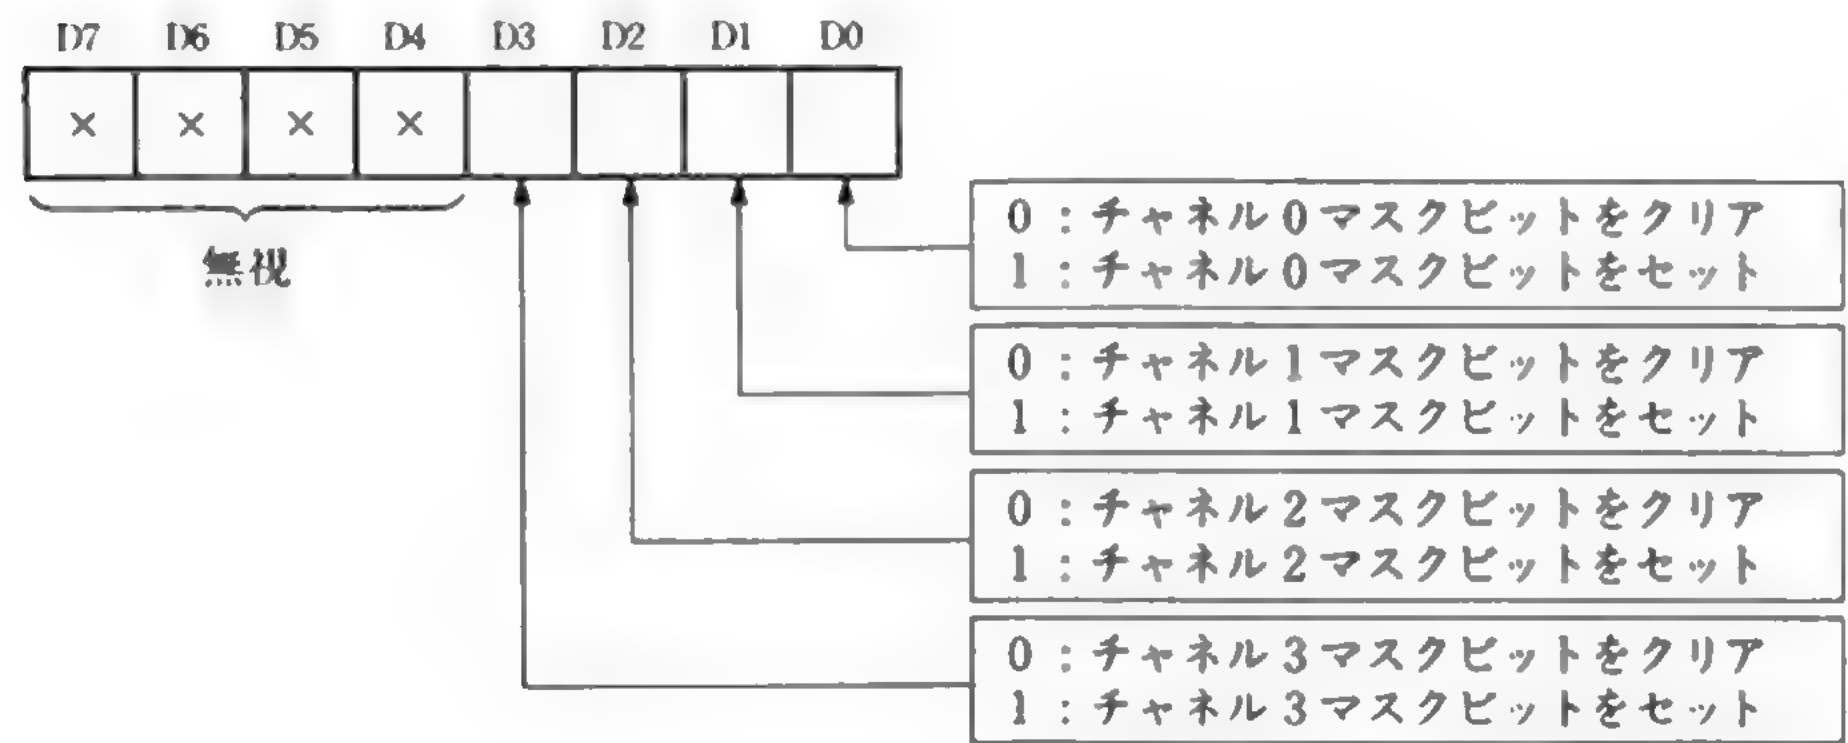 D7 D6 D5 D4 D3 D2 D1 D0
× × × ×
無視
0:チャネル0マスクビットをクリア
1:チャネル0マスクビットをセット
0:チャネル1マスクビットをクリア
1:チャネル1マスクビットをセット
0:チャネル2マスクビットをクリア
1:チャネル2マスクビットをセット
0:チャネル3マスクビットをクリア
1:チャネル3マスクビットをセット